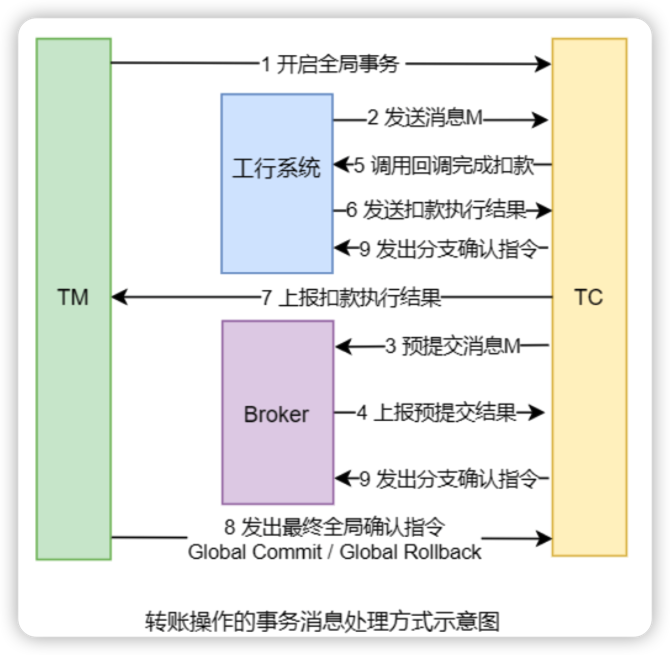 1 开启全局事务
2 发送消息M
工行系统
5 调用回调完成扣款
6 发送扣款执行结果
9 发出分支确认指令
TM
7 上报扣款执行结果
TC
3 预提交消息M
Broker
4 上报预提交结果
9 发出分支确认指令
8 发出最终全局确认指令
Global Commit / Global Rollback
转账操作的事务消息处理方式示意图